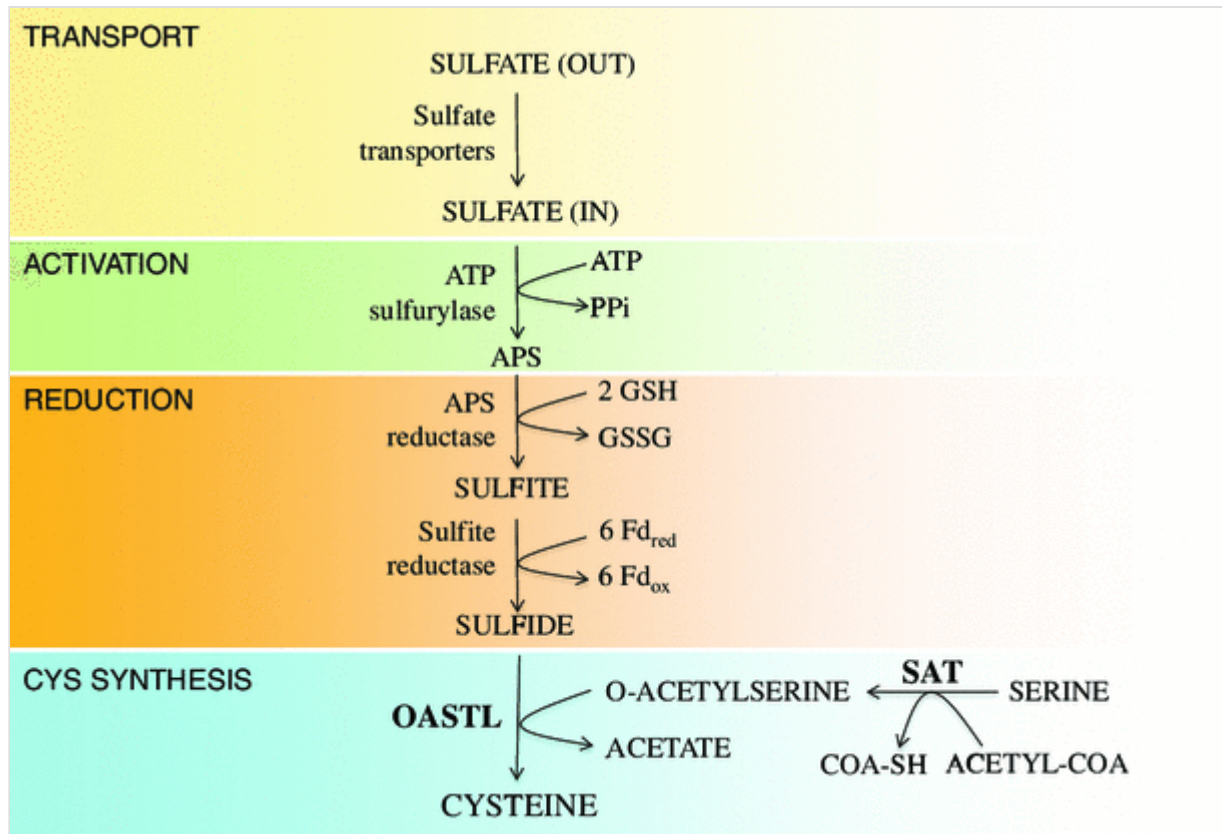 TRANSPORT
SULFATE (OUT)
Sulfate
transporters
SULFATE (IN)
ACTIVATION
ATP
sulfurylase
ATP
PPi
APS
REDUCTION
APS
reductase
2 GSH
GSSG
SULFITE
Sulfite
reductase
6 Fdred
6 Fdox
SULFIDE
CYS SYNTHESIS
OASTL
O-ACETYLSERINE
SAT
SERINE
ACETATE
COA-SH
ACETYL-COA
CYSTEINE